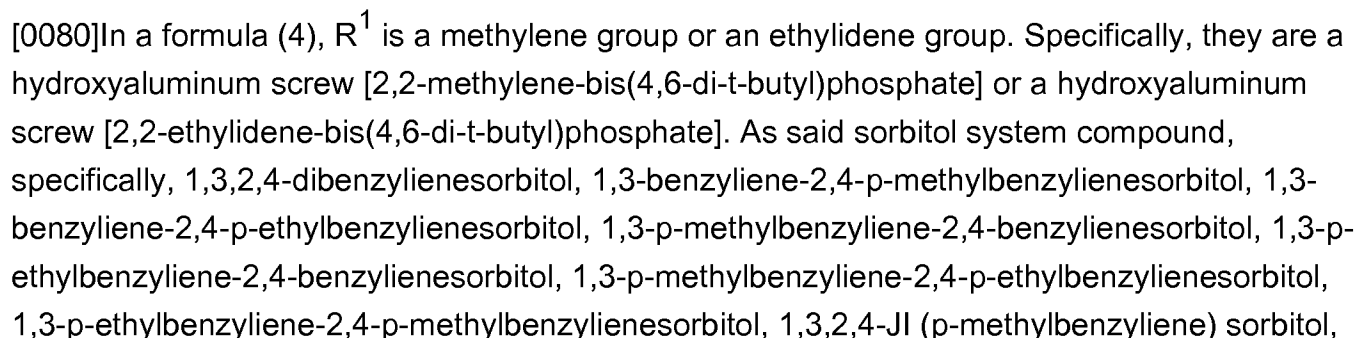 [0080]In a formula (4), R¹ is a methylene group or an ethylidene group. Specifically, they are a
hydroxyaluminum screw [2,2-methylene-bis(4,6-di-t-butyl)phosphate] or a hydroxyaluminum
screw [2,2-ethylidene-bis(4,6-di-t-butyl)phosphate]. As said sorbitol system compound,
specifically, 1,3,2,4-dibenzylienesorbitol, 1,3-benzyliene-2,4-p-methylbenzylienesorbitol, 1,3-
benzyliene-2,4-p-ethylbenzylienesorbitol, 1,3-p-methylbenzyliene-2,4-benzylienesorbitol, 1,3-p-
ethylbenzyliene-2,4-benzylienesorbitol, 1,3-p-methylbenzyliene-2,4-p-ethylbenzylienesorbitol,
1,3-p-ethylbenzyliene-2,4-p-methylbenzylienesorbitol, 1,3,2,4-JI (p-methylbenzyliene) sorbitol,